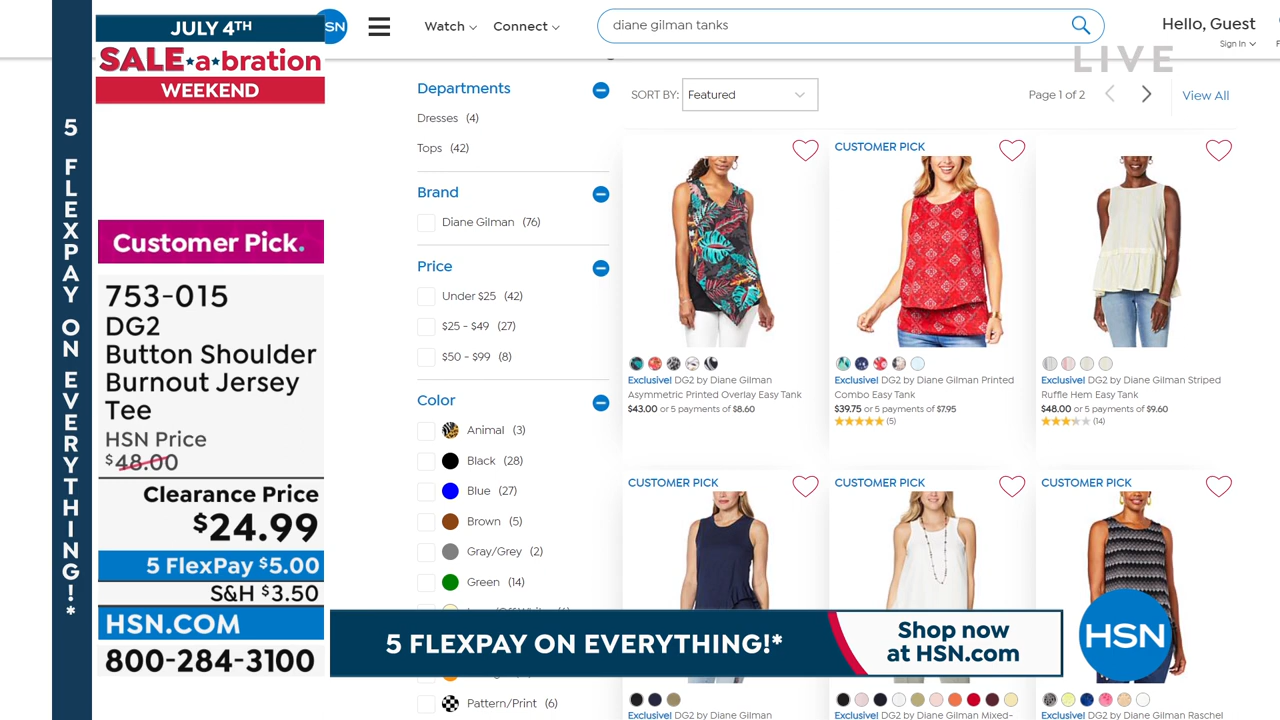 JULY 4TH
SALE★a★bration
WEEKEND
5 FLEXPAY ON EVERYTHING!*
Customer Pick.
753-015
DG2
Button Shoulder
Burnout Jersey
Tee
HSN Price
$48.00
Clearance Price
$24.99
5 FlexPay $5.00
S&H $3.50
HSN.COM
800-284-3100
SN
Watch
Connect
diane gilman tanks
Hello, Guest
Sign In
LIVE
Departments
Dresses (4)
Tops (42)
Brand
Diane Gilman (76)
Price
Under $25 (42)
$25 - $49 (27)
$50 - $99 (8)
Color
Animal (3)
Black (28)
Blue (27)
Brown (5)
Gray/Grey (2)
Green (14)
Pattern/Print (6)
SORT BY: Featured
Page 1 of 2
View All
Exclusive! DG2 by Diane Gilman
Asymmetric Printed Overlay Easy Tank
$43.00 or 5 payments of $8.60
CUSTOMER PICK
Exclusive! DG2 by Diane Gilman Printed
Combo Easy Tank
$39.75 or 5 payments of $7.95
(5)
Exclusive! DG2 by Diane Gilman Striped
Ruffle Hem Easy Tank
$48.00 or 5 payments of $9.60
(14)
CUSTOMER PICK
Exclusive! DG2 by Diane Gilman
CUSTOMER PICK
Exclusive! DG2 by Diane Gilman Mixed-
CUSTOMER PICK
Exclusive! DG2 by Diane Gilman Raschel
5 FLEXPAY ON EVERYTHING!*
Shop now
at HSN.com
HSN